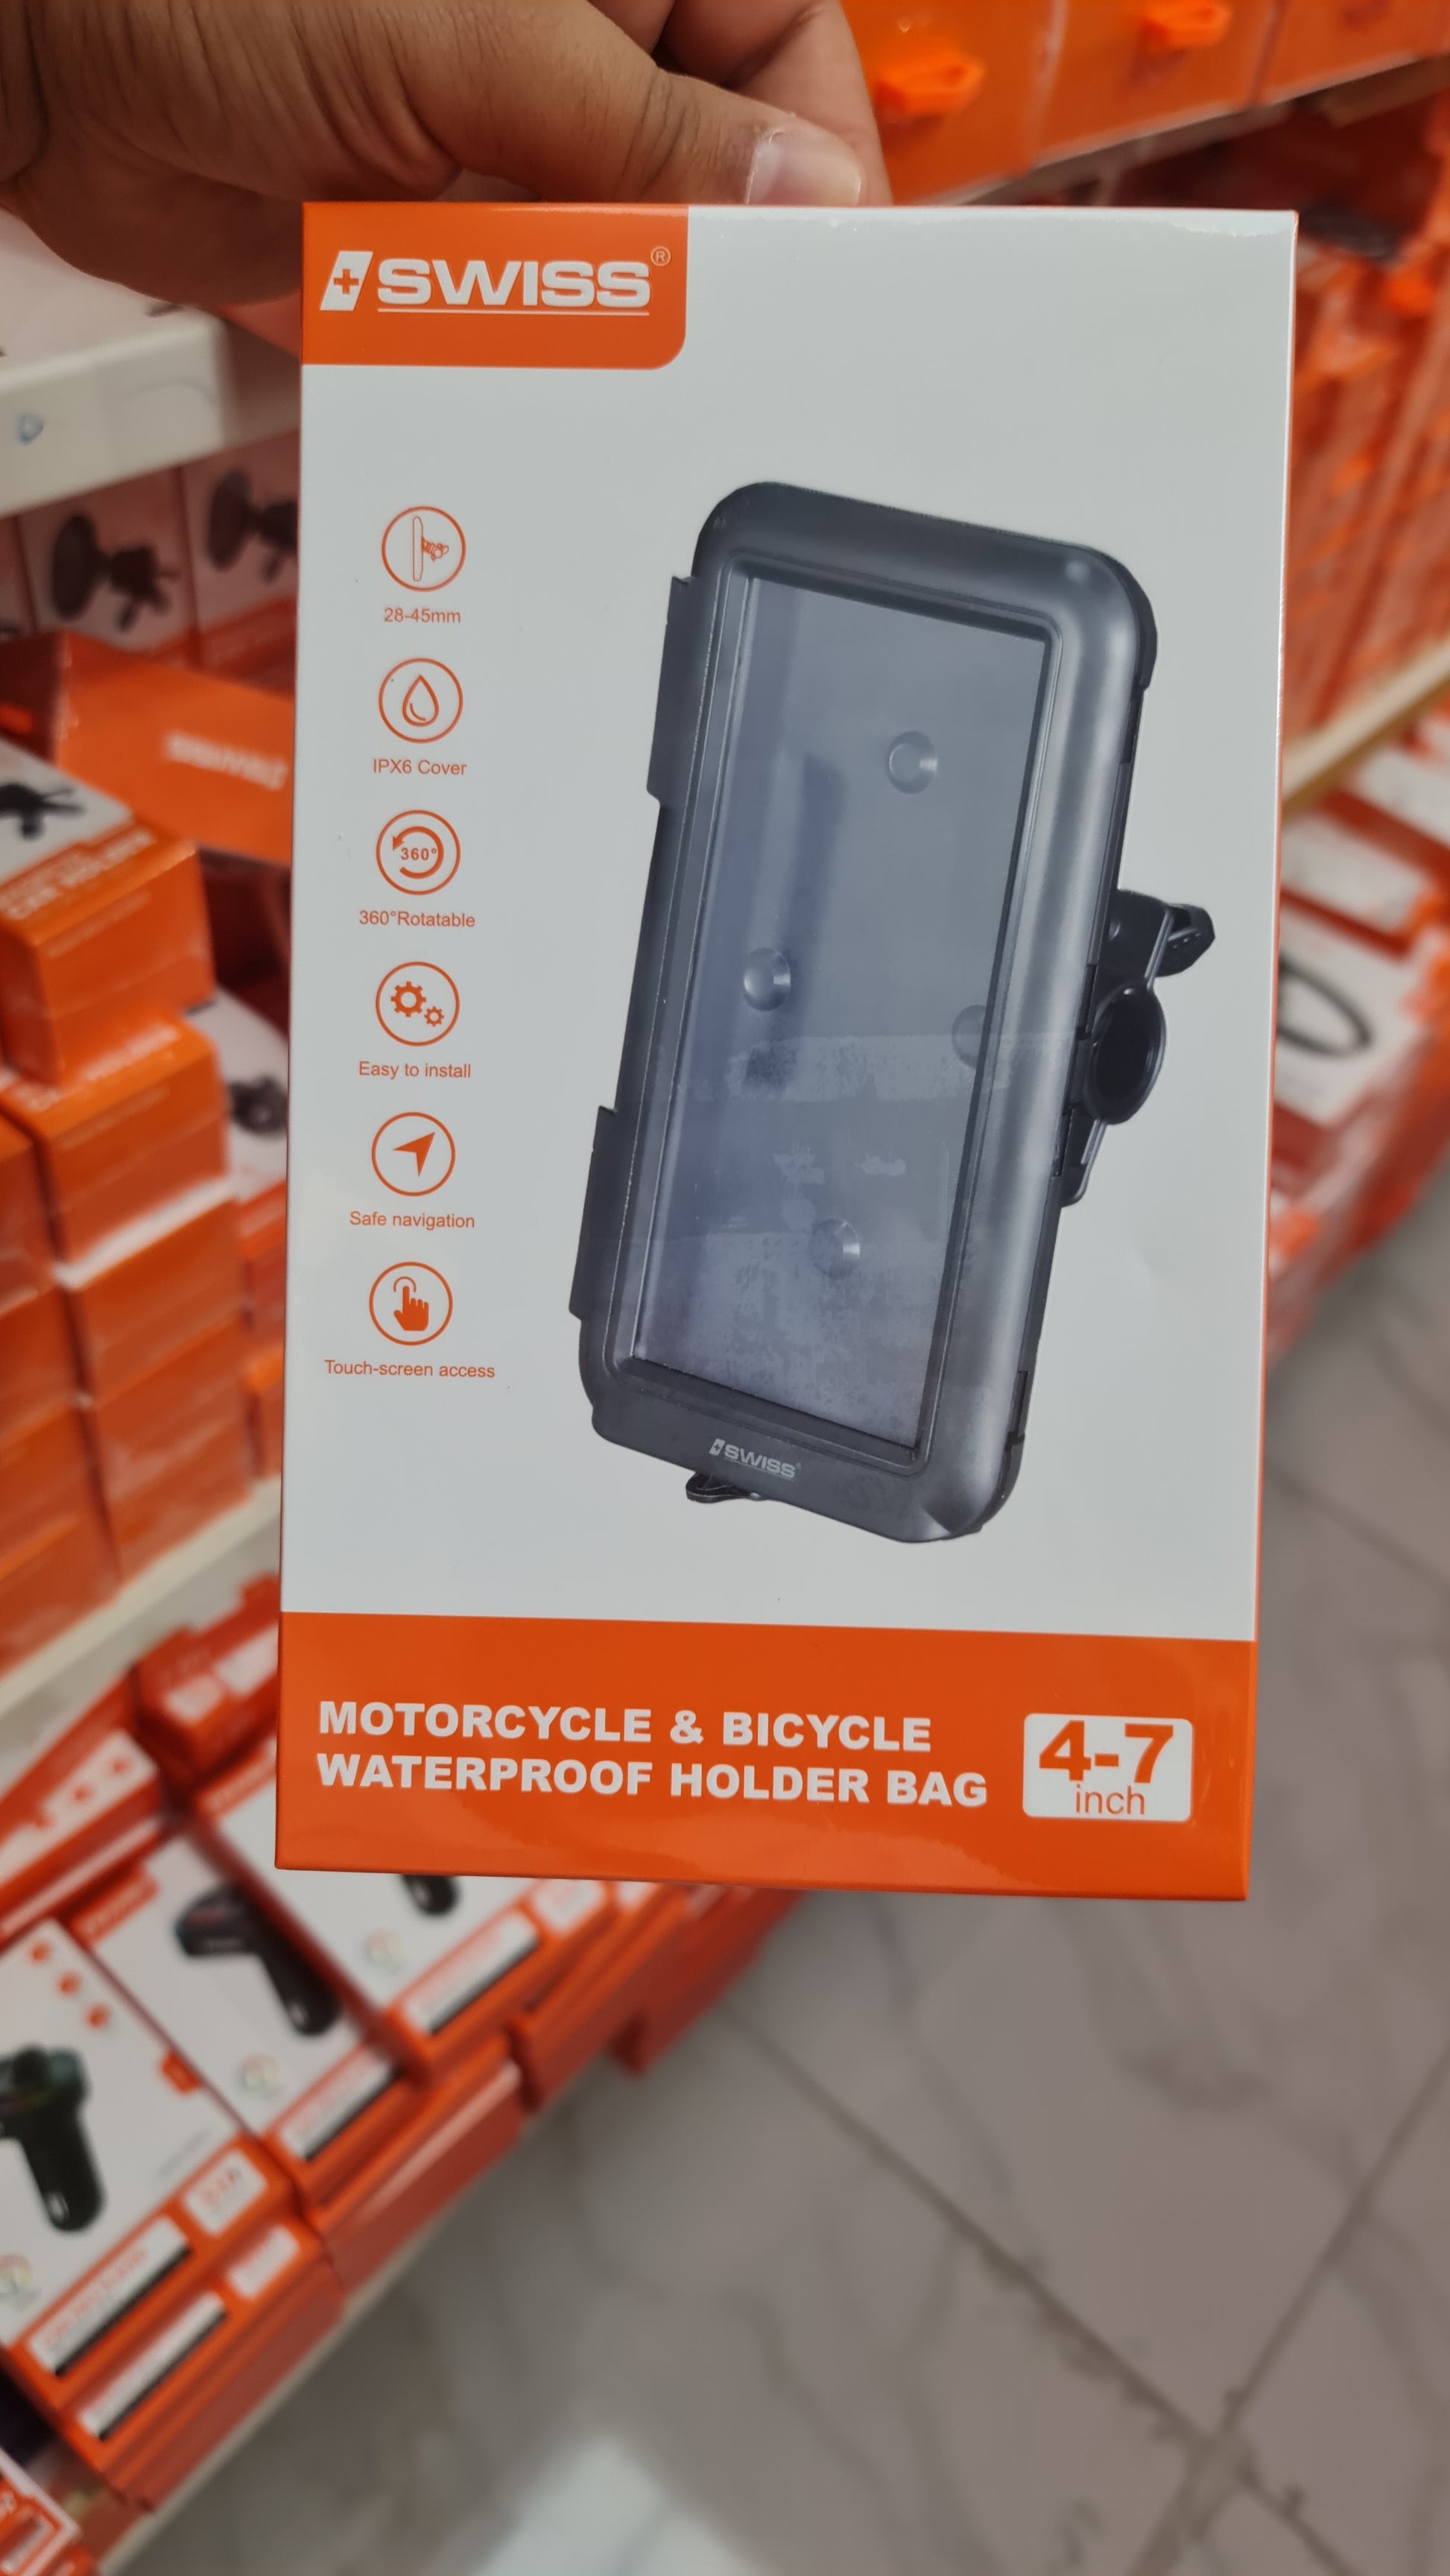 SWISS®
28-45mm
IPX6 Cover
360°
360°Rotatable
Easy to install
Safe navigation
Touch-screen access
SWISS
MOTORCYCLE & BICYCLE
WATERPROOF HOLDER BAG
4-7
inch